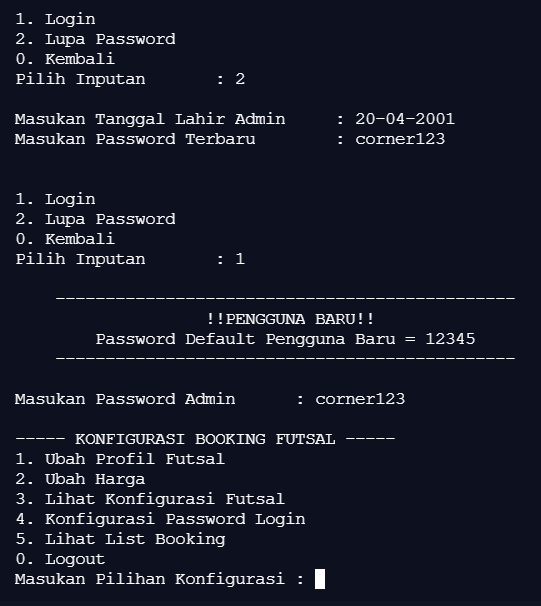 1. Login
2. Lupa Password
0. Kembali
Pilih Inputan       : 2
Masukan Tanggal Lahir Admin     : 20-04-2001
Masukan Password Terbaru        : corner123
1. Login
2. Lupa Password
0. Kembali
Pilih Inputan       : 1
----------------------------------------------
!!PENGGUNA BARU!!
Password Default Pengguna Baru = 12345
----------------------------------------------
Masukan Password Admin      : corner123
----- KONFIGURASI BOOKING FUTSAL -----
1. Ubah Profil Futsal
2. Ubah Harga
3. Lihat Konfigurasi Futsal
4. Konfigurasi Password Login
5. Lihat List Booking
0. Logout
Masukan Pilihan Konfigurasi :